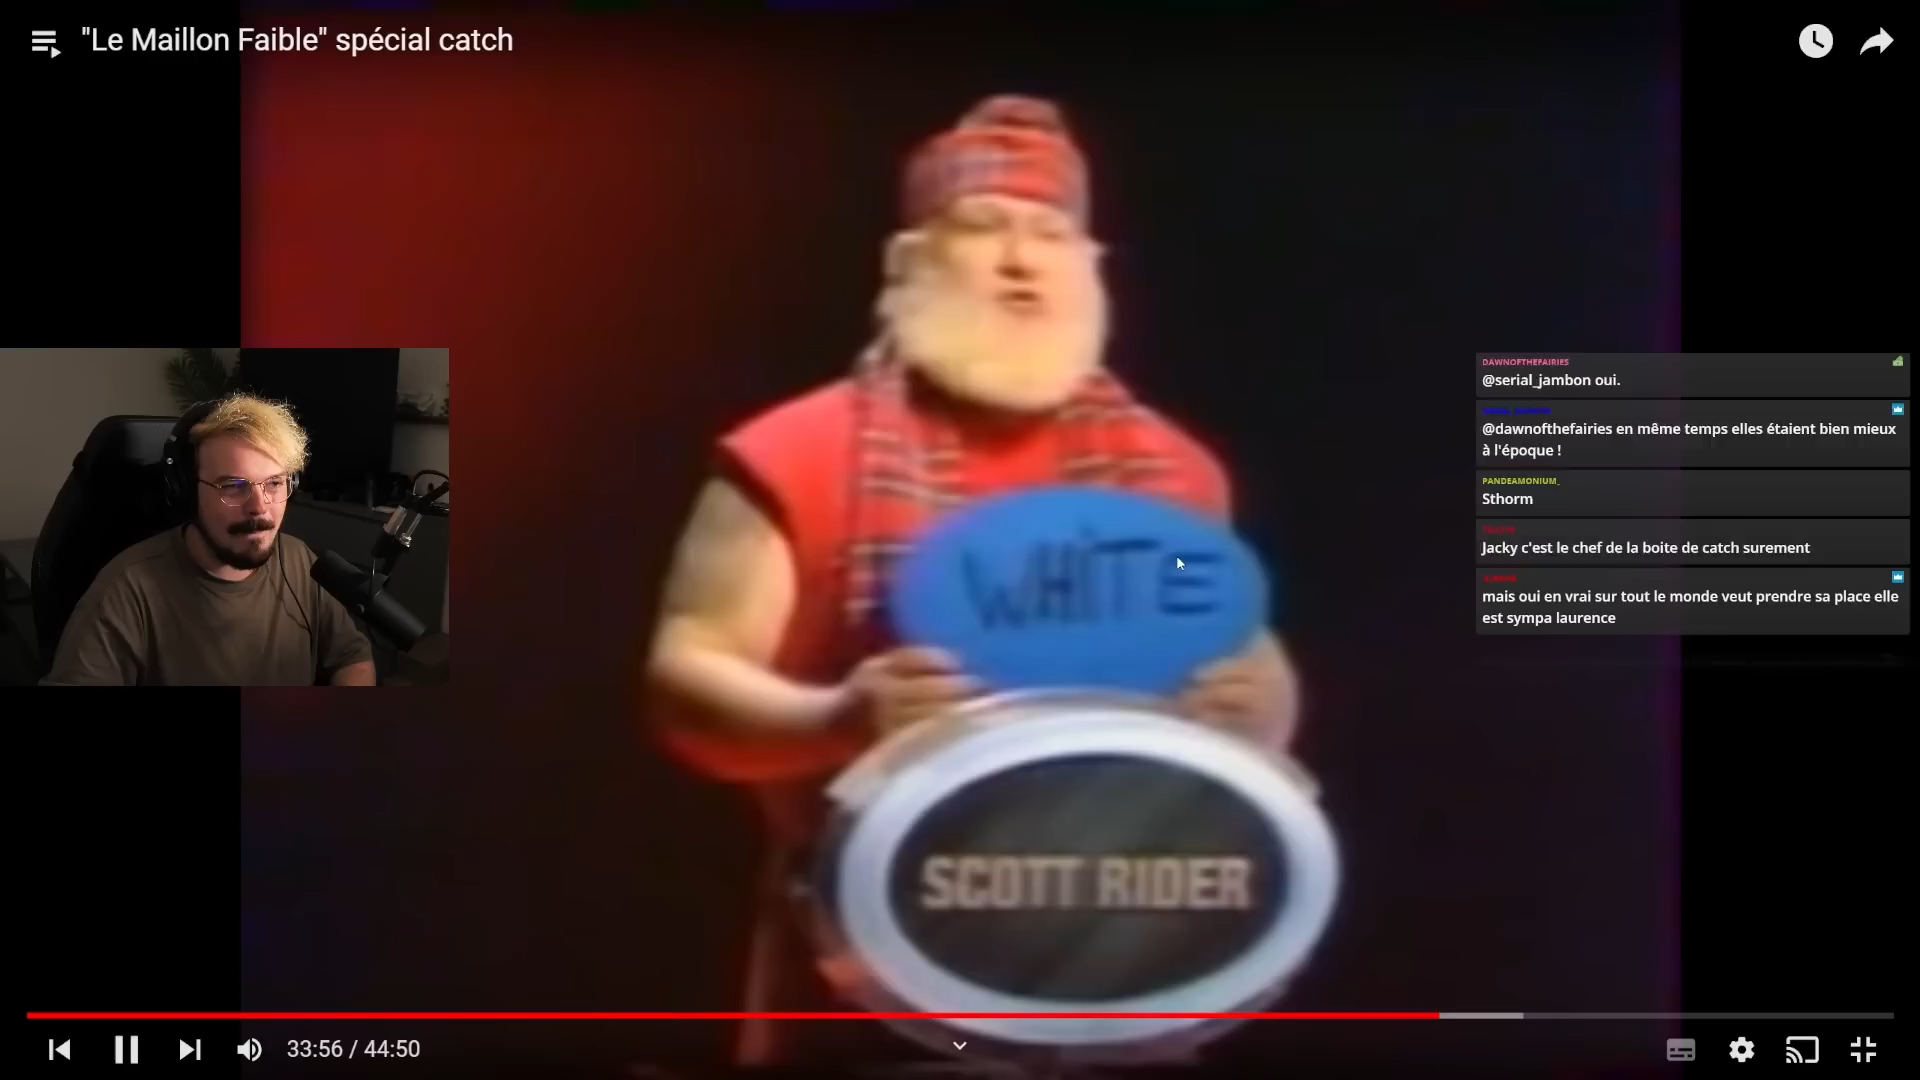 "Le Maillon Faible" spécial catch
WHITE
SCOTT RIDER
DAWNOFTHEFAIRIES
@serial_jambon oui.
@dawnofthefairies en même temps elles étaient bien mieux
à l'époque !
PANDEAMONIUM_
Sthorm
Jacky c'est le chef de la boite de catch surement
mais oui en vrai sur tout le monde veut prendre sa place elle
est sympa laurence
33:56 / 44:50